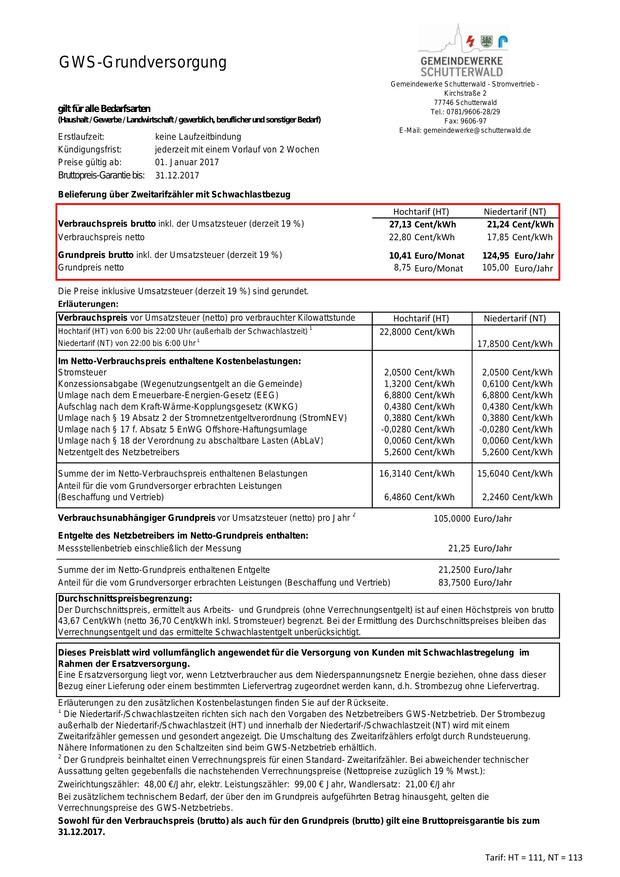 GWS-Grundversorgung
GEMEINDEWERKE
SCHUTTERWALD
Gemeindewerke Schutterwald - Stromvertrieb -
Kirchstraße 2
77746 Schutterwald
Tel.: 0781/9606-28/29
Fax: 9606-97
E-Mail: gemeindewerke@schutterwald.de
gilt für alle Bedarfsarten
(Haushalt / Gewerbe / Landwirtschaft / gewerblich, beruflicher und sonstiger Bedarf)
Erstlaufzeit: keine Laufzeitbindung
Kündigungsfrist: jederzeit mit einem Vorlauf von 2 Wochen
Preise gültig ab: 01. Januar 2017
Bruttopreis-Garantie bis: 31.12.2017
Belieferung über Zweitarifzähler mit Schwachlastbezug
Hochtarif (HT) Niedertarif (NT)
Verbrauchspreis brutto inkl. der Umsatzsteuer (derzeit 19 %) 27,13 Cent/kWh 21,24 Cent/kWh
Verbrauchspreis netto 22,80 Cent/kWh 17,85 Cent/kWh
Grundpreis brutto inkl. der Umsatzsteuer (derzeit 19 %) 10,41 Euro/Monat 124,95 Euro/Jahr
Grundpreis netto 8,75 Euro/Monat 105,00 Euro/Jahr
Die Preise inklusive Umsatzsteuer (derzeit 19 %) sind gerundet.
Erläuterungen:
Verbrauchspreis vor Umsatzsteuer (netto) pro verbrauchter Kilowattstunde Hochtarif (HT) Niedertarif (NT)
Hochtarif (HT) von 6:00 bis 22:00 Uhr (außerhalb der Schwachlastzeit) ¹ 22,8000 Cent/kWh
Niedertarif (NT) von 22:00 bis 6:00 Uhr ¹ 17,8500 Cent/kWh
Im Netto-Verbrauchspreis enthaltene Kostenbelastungen:
Stromsteuer 2,0500 Cent/kWh 2,0500 Cent/kWh
Konzessionsabgabe (Wegenutzungsentgelt an die Gemeinde) 1,3200 Cent/kWh 0,6100 Cent/kWh
Umlage nach dem Erneuerbare-Energien-Gesetz (EEG) 6,8800 Cent/kWh 6,8800 Cent/kWh
Aufschlag nach dem Kraft-Wärme-Kopplungsgesetz (KWKG) 0,4380 Cent/kWh 0,4380 Cent/kWh
Umlage nach § 19 Absatz 2 der Stromnetzentgeltverordnung (StromNEV) 0,3880 Cent/kWh 0,3880 Cent/kWh
Umlage nach § 17 f. Absatz 5 EnWG Offshore-Haftungsumlage -0,0280 Cent/kWh -0,0280 Cent/kWh
Umlage nach § 18 der Verordnung zu abschaltbare Lasten (AbLaV) 0,0060 Cent/kWh 0,0060 Cent/kWh
Netzentgelt des Netzbetreibers 5,2600 Cent/kWh 5,2600 Cent/kWh
Summe der im Netto-Verbrauchspreis enthaltenen Belastungen 16,3140 Cent/kWh 15,6040 Cent/kWh
Anteil für die vom Grundversorger erbrachten Leistungen
(Beschaffung und Vertrieb) 6,4860 Cent/kWh 2,2460 Cent/kWh
Verbrauchsunabhängiger Grundpreis vor Umsatzsteuer (netto) pro Jahr ² 105,0000 Euro/Jahr
Entgelte des Netzbetreibers im Netto-Grundpreis enthalten:
Messstellenbetrieb einschließlich der Messung 21,25 Euro/Jahr
Summe der im Netto-Grundpreis enthaltenen Entgelte 21,2500 Euro/Jahr
Anteil für die vom Grundversorger erbrachten Leistungen (Beschaffung und Vertrieb) 83,7500 Euro/Jahr
Durchschnittspreisbegrenzung:
Der Durchschnittspreis, ermittelt aus Arbeits- und Grundpreis (ohne Verrechnungsentgelt) ist auf einen Höchstpreis von brutto
43,67 Cent/kWh (netto 36,70 Cent/kWh inkl. Stromsteuer) begrenzt. Bei der Ermittlung des Durchschnittspreises bleiben das
Verrechnungsentgelt und das ermittelte Schwachlastentgelt unberücksichtigt.
Dieses Preisblatt wird vollumfänglich angewendet für die Versorgung von Kunden mit Schwachlastregelung im
Rahmen der Ersatzversorgung.
Eine Ersatzversorgung liegt vor, wenn Letztverbraucher aus dem Niederspannungsnetz Energie beziehen, ohne dass dieser
Bezug einer Lieferung oder einem bestimmten Liefervertrag zugeordnet werden kann, d.h. Strombezug ohne Liefervertrag.
Erläuterungen zu den zusätzlichen Kostenbelastungen finden Sie auf der Rückseite.
¹ Die Niedertarif-/Schwachlastzeiten richten sich nach den Vorgaben des Netzbetreibers GWS-Netzbetrieb. Der Strombezug
außerhalb der Niedertarif-/Schwachlastzeit (HT) und innerhalb der Niedertarif-/Schwachlastzeit (NT) wird mit einem
Zweitarifzähler gemessen und gesondert angezeigt. Die Umschaltung des Zweitarifzählers erfolgt durch Rundsteuerung.
Nähere Informationen zu den Schaltzeiten sind beim GWS-Netzbetrieb erhältlich.
² Der Grundpreis beinhaltet einen Verrechnungspreis für einen Standard- Zweitarifzähler. Bei abweichender technischer
Aussattung gelten gegebenfalls die nachstehenden Verrechnungspreise (Nettopreise zuzüglich 19 % Mwst.):
Zweirichtungszähler: 48,00 €/Jahr, elektr. Leistungszähler: 99,00 € Jahr, Wandlersatz: 21,00 €/Jahr
Bei zusätzlichem technischem Bedarf, der über den im Grundpreis aufgeführten Betrag hinausgeht, gelten die
Verrechnungspreise des GWS-Netzbetriebs.
Sowohl für den Verbrauchspreis (brutto) als auch für den Grundpreis (brutto) gilt eine Bruttopreisgarantie bis zum
31.12.2017.
Tarif: HT = 111, NT = 113